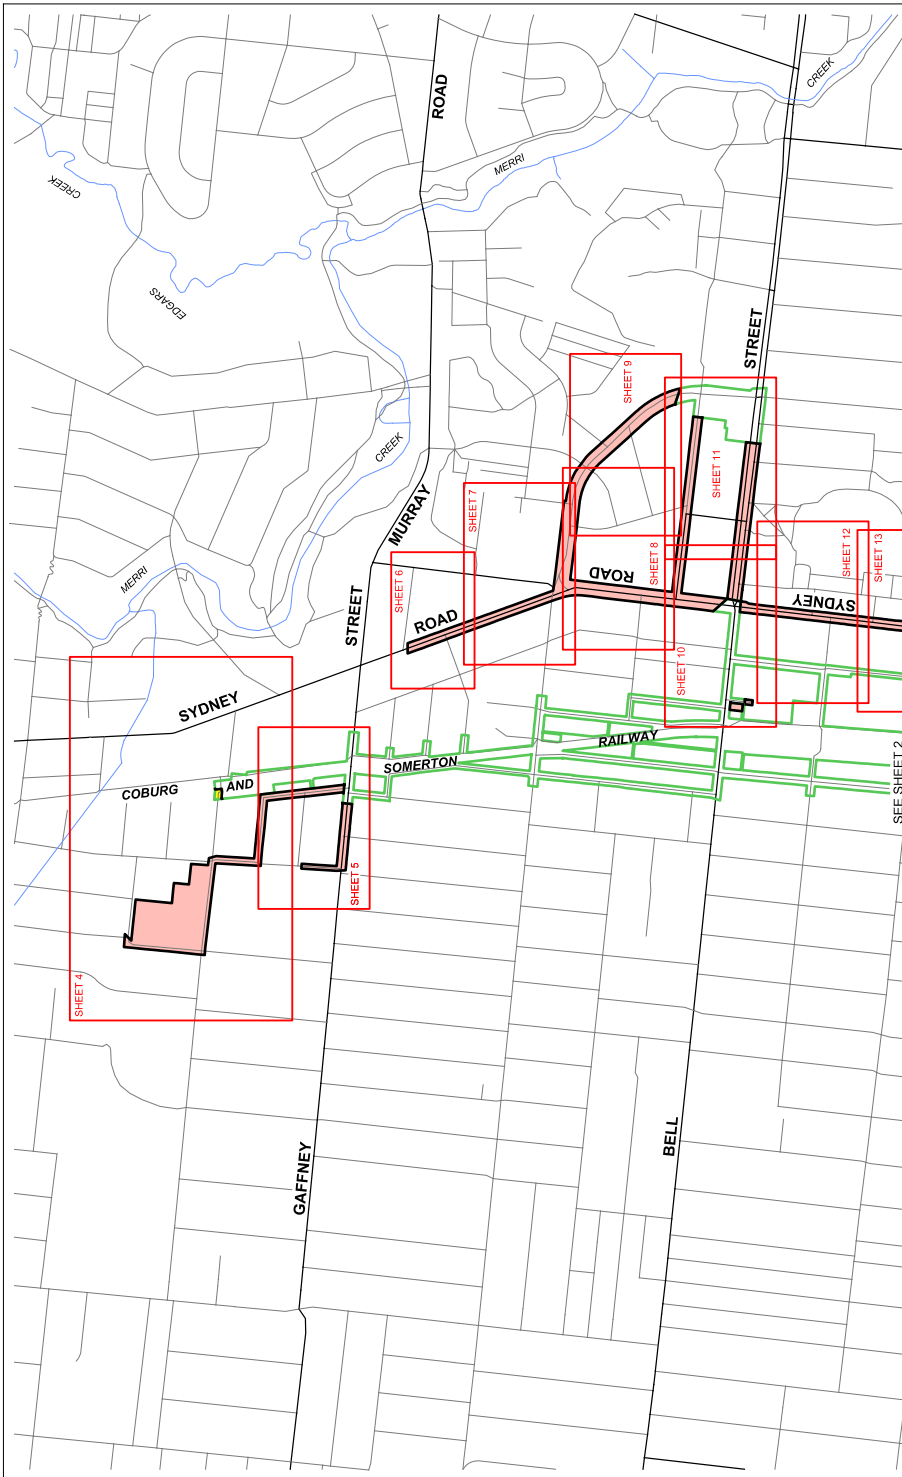 ROAD
CREEK
MERRI
CREEK
EDGARS
STREET
SHEET 9
CREEK
SHEET 11
MURRAY
SHEET 7
SHEET 12
SHEET 13
SHEET 8
ROAD
MERRI
SHEET 6
STREET
ROAD
SYDNEY
SHEET 10
SYDNEY
RAILWAY
SOMERTON
AND
COBURG
SEE SHEET 2
SHEET 5
SHEET 4
BELL
GAFFNEY